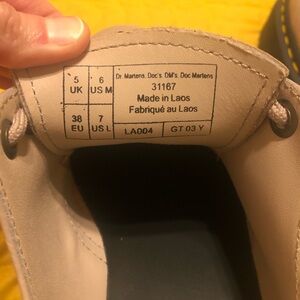 5 UK
6 US M
38 EU
7 US L
Dr. Martens, Doc's, DM's, Doc Martens
31167
Made in Laos
Fabriqué au Laos
LA004
GT 03 Y